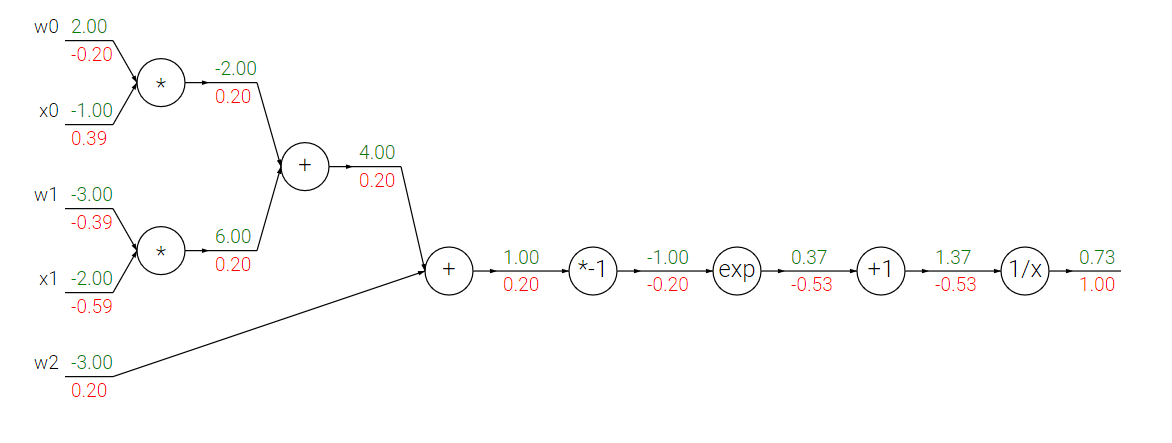 w0 2.00
-0.20
* -2.00
0.20
x0 -1.00
0.39
+ 4.00
0.20
w1 -3.00
-0.39
* 6.00
0.20
x1 -2.00
-0.59
+ 1.00 *-1 -1.00 exp 0.37 +1 1.37 1/x 0.73
0.20 -0.20 -0.53 -0.53 1.00
w2 -3.00
0.20